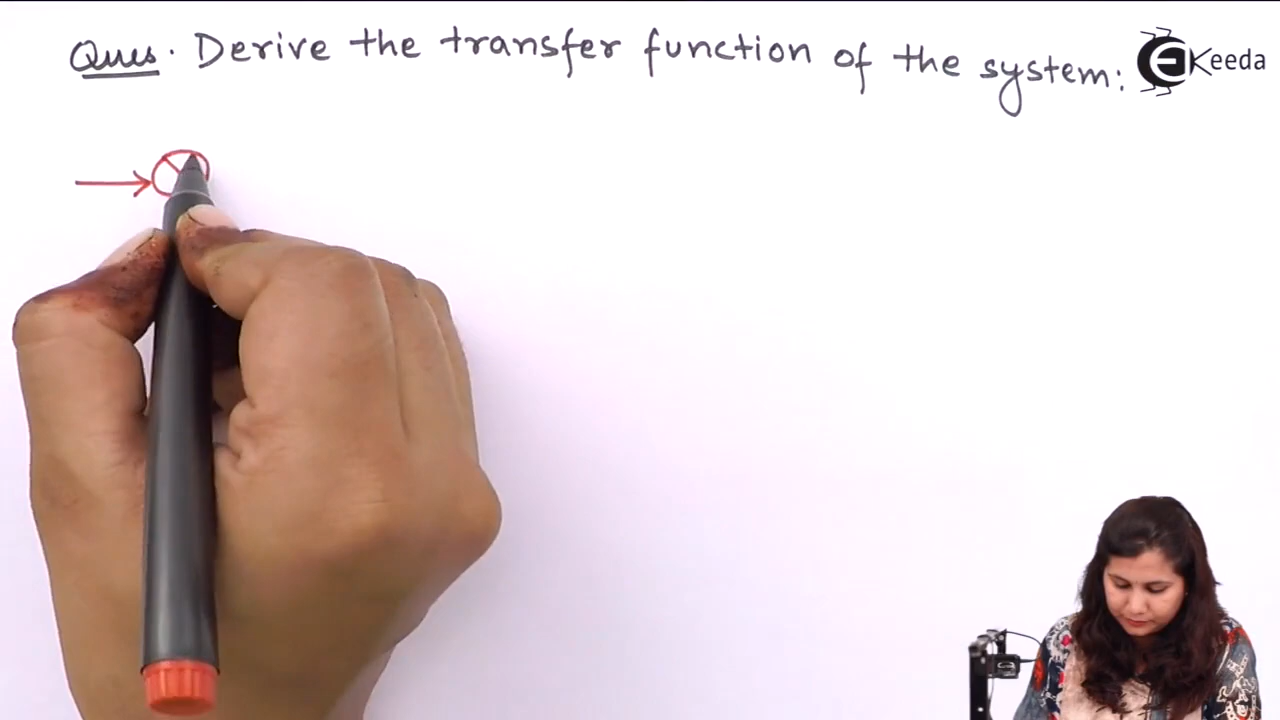 Ques. Derive the transfer function of the system:
EKeeda